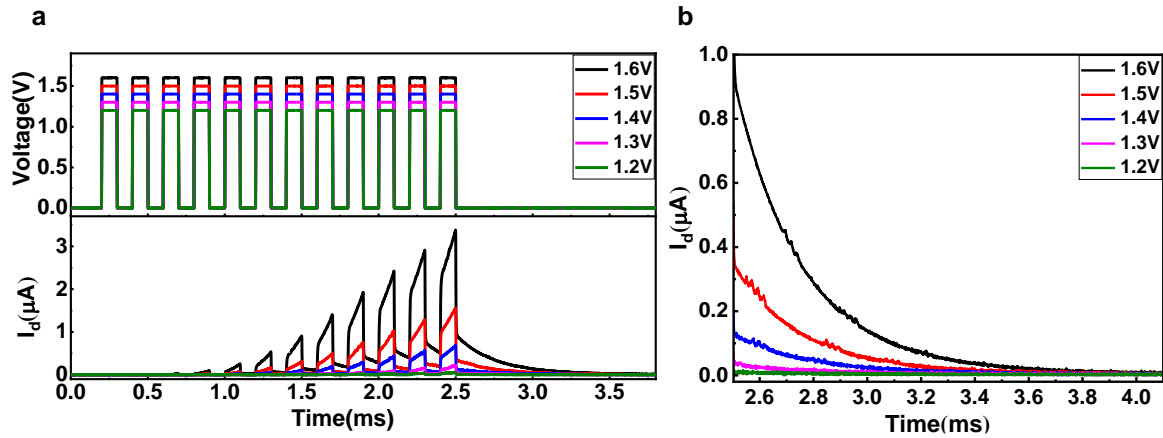 a
Voltage(V)
1.5
1.0
0.5
0.0
1.6V
1.5V
1.4V
1.3V
1.2V
I_d(μA)
3
2
1
0
0.0 0.5 1.0 1.5 2.0 2.5 3.0 3.5
Time(ms)
b
I_d(μA)
1.0
0.8
0.6
0.4
0.2
0.0
1.6V
1.5V
1.4V
1.3V
1.2V
2.6 2.8 3.0 3.2 3.4 3.6 3.8 4.0
Time(ms)